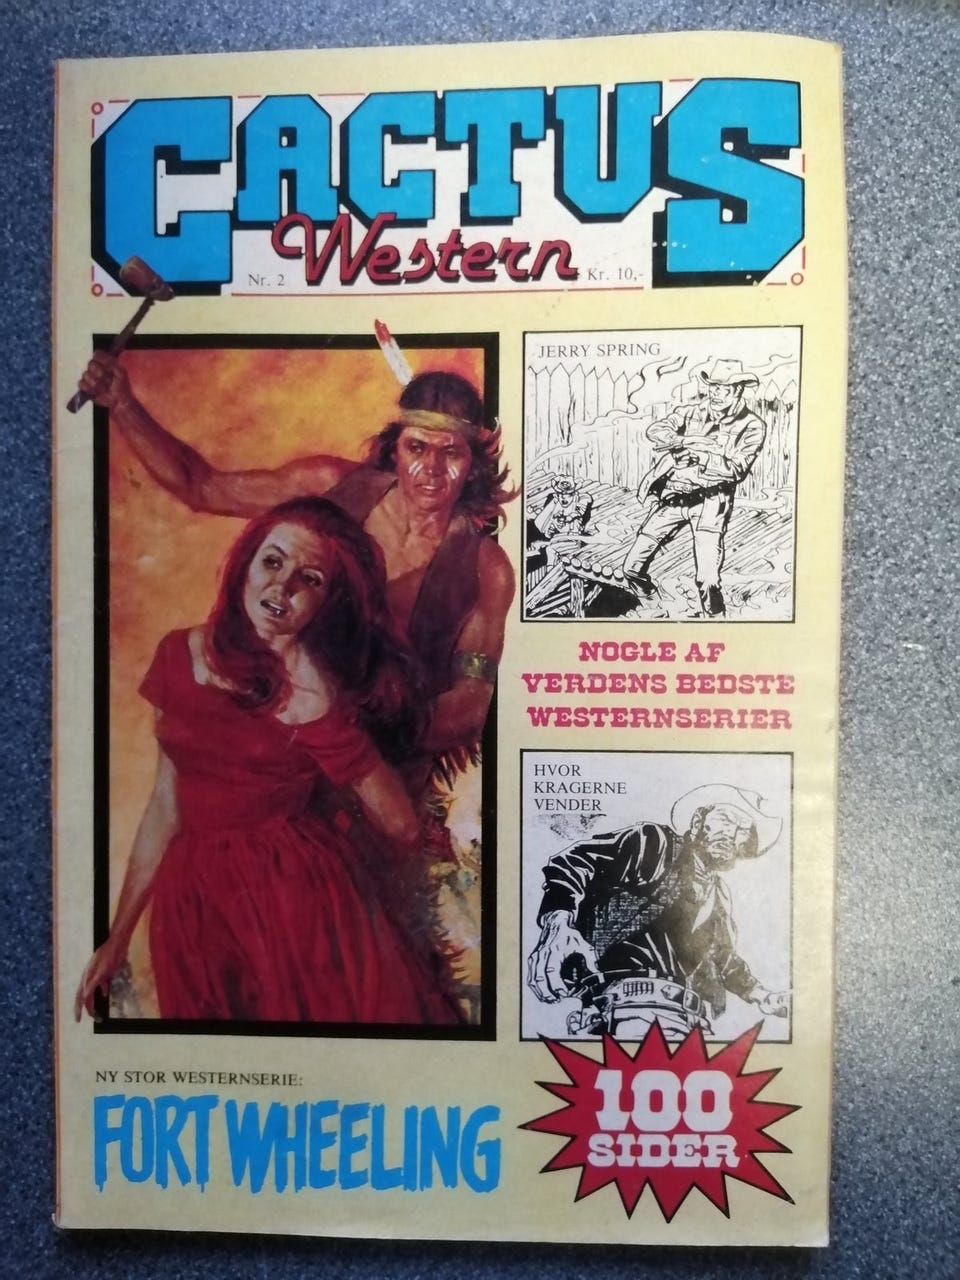 CACTUS
Western
Nr. 2
Kr. 10,-
JERRY SPRING
NOGLE AF
VERDENS BEDSTE
WESTERNSERIER
HVOR
KRAGERNE
VENDER
NY STOR WESTERNSERIE:
FORT WHEELING
100
SIDER